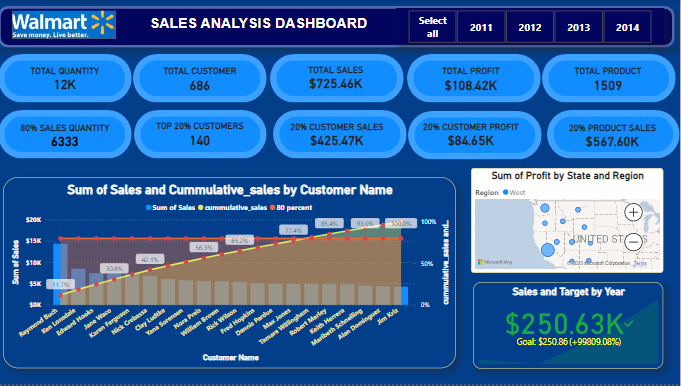 Walmart
Save money. Live better.
SALES ANALYSIS DASHBOARD
Select all
2011
2012
2013
2014
TOTAL QUANTITY
12K
TOTAL CUSTOMER
686
TOTAL SALES
$725.46K
TOTAL PROFIT
$108.42K
TOTAL PRODUCT
1509
80% SALES QUANTITY
6333
TOP 20% CUSTOMERS
140
20% CUSTOMER SALES
$425.47K
20% CUSTOMER PROFIT
$84.65K
20% PRODUCT SALES
$567.60K
Sum of Sales and Cummulative_sales by Customer Name
Sum of Sales
cummulative_sales
80 percent
Sum of Sales
$20K
$15K
$10K
$5K
$0K
11.7%
30.8%
42.1%
56.3%
65.2%
77.4%
85.4%
93.0%
100.0%
100%
50%
0%
cummulative_sales and...
Raymond Buch
Ken Lonsdale
Edward Hooks
Jane Waco
Karen Ferguson
Nick Crebassa
Clay Ludtke
Yana Sorensen
Nora Preis
William Brown
Rick Wilson
Fred Hopkins
Dennis Pardue
Max Jones
Tamara Willingham
Robert Marley
Keith Herrera
Maribeth Schnelling
Alan Dominguez
Jim Kriz
Customer Name
Sum of Profit by State and Region
Region
West
UNITED STATES
Microsoft Bing
© 2023 Microsoft Corporation
Terms
Sales and Target by Year
$250.63K
Goal: $250.86 (+99809.08%)